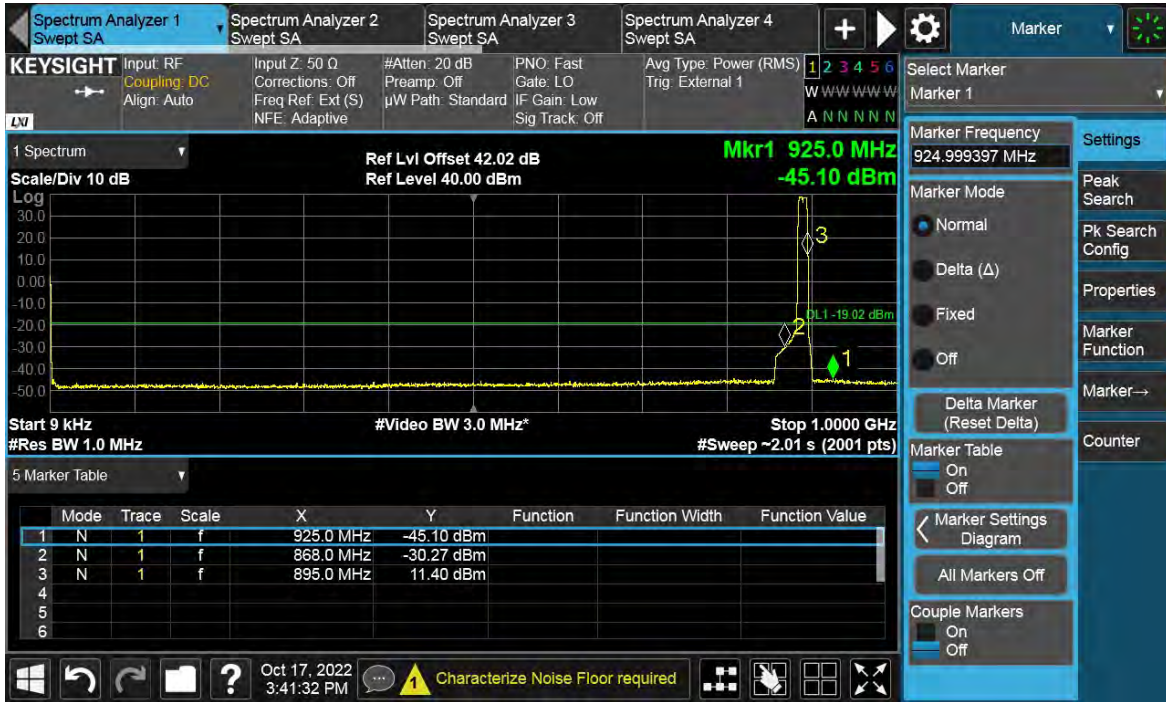 Spectrum Analyzer 1
Swept SA
Spectrum Analyzer 2
Swept SA
Spectrum Analyzer 3
Swept SA
Spectrum Analyzer 4
Swept SA
+
Marker
KEYSIGHT
LXI
Input: RF
Coupling: DC
Align: Auto
Input Z: 50 Ω
Corrections: Off
Freq Ref: Ext (S)
NFE: Adaptive
#Atten: 20 dB
Preamp: Off
µW Path: Standard
PNO: Fast
Gate: LO
IF Gain: Low
Sig Track: Off
Avg Type: Power (RMS)
Trig: External 1
1 2 3 4 5 6
W W W W W W
A N N N N N
Select Marker
Marker 1
1 Spectrum
Scale/Div 10 dB
Ref Lvl Offset 42.02 dB
Ref Level 40.00 dBm
Mkr1 925.0 MHz
-45.10 dBm
Log
30.0
20.0
10.0
0.00
-10.0
-20.0
-30.0
-40.0
-50.0
3
DL1 -19.02 dBm
2
1
Start 9 kHz
#Video BW 3.0 MHz*
Stop 1.0000 GHz
#Res BW 1.0 MHz
#Sweep ~2.01 s (2001 pts)
5 Marker Table
Mode Trace Scale X Y Function Function Width Function Value
1 N 1 f 925.0 MHz -45.10 dBm
2 N 1 f 868.0 MHz -30.27 dBm
3 N 1 f 895.0 MHz 11.40 dBm
4
5
6
Marker Frequency
924.999397 MHz
Marker Mode
Normal
Delta (Δ)
Fixed
Off
Delta Marker
(Reset Delta)
Marker Table
On
Off
Marker Settings
Diagram
All Markers Off
Couple Markers
On
Off
Settings
Peak
Search
Pk Search
Config
Properties
Marker
Function
Marker→
Counter
?
Oct 17, 2022
3:41:32 PM
1
Characterize Noise Floor required